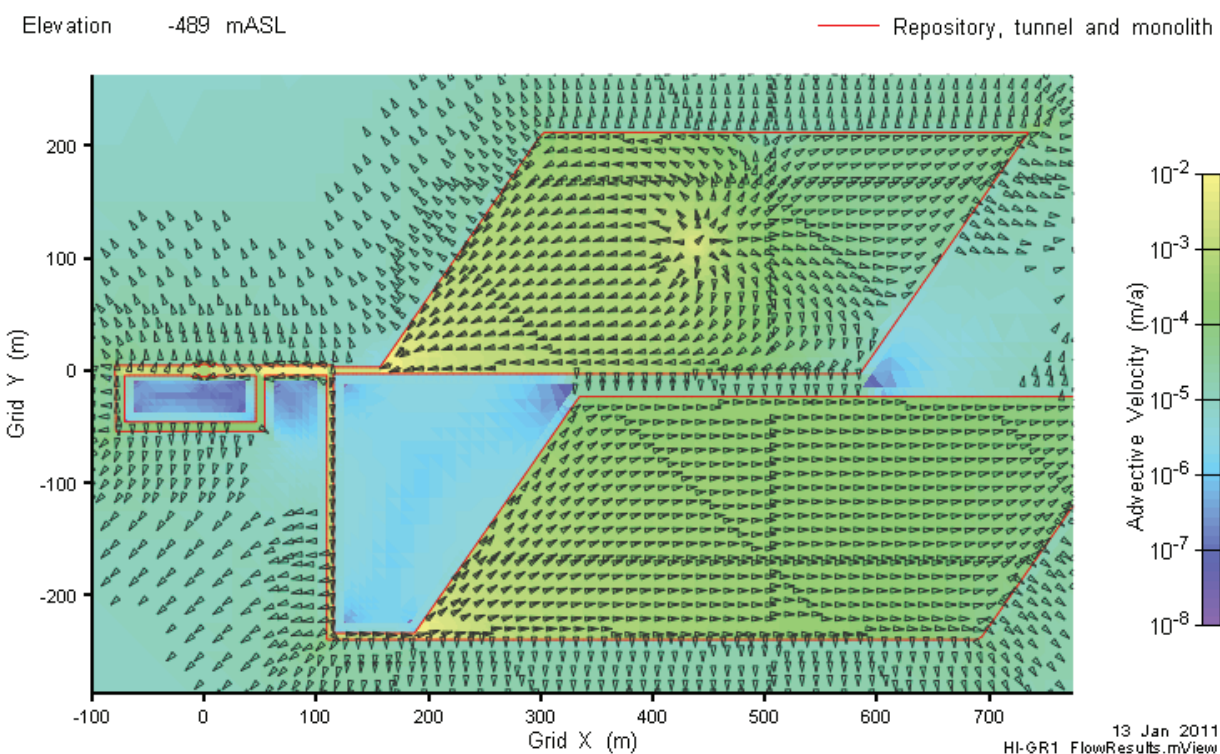 Elevation -489 mASL
Repository, tunnel and monolith
200
100
0
-100
-200
Grid Y (m)
-100 0 100 200 300 400 500 600 700
Grid X (m)
10-2
10-3
10-4
10-5
10-6
10-7
10-8
Advective Velocity (m/a)
13 Jan 2011
HI-GR1_FlowResults.mView